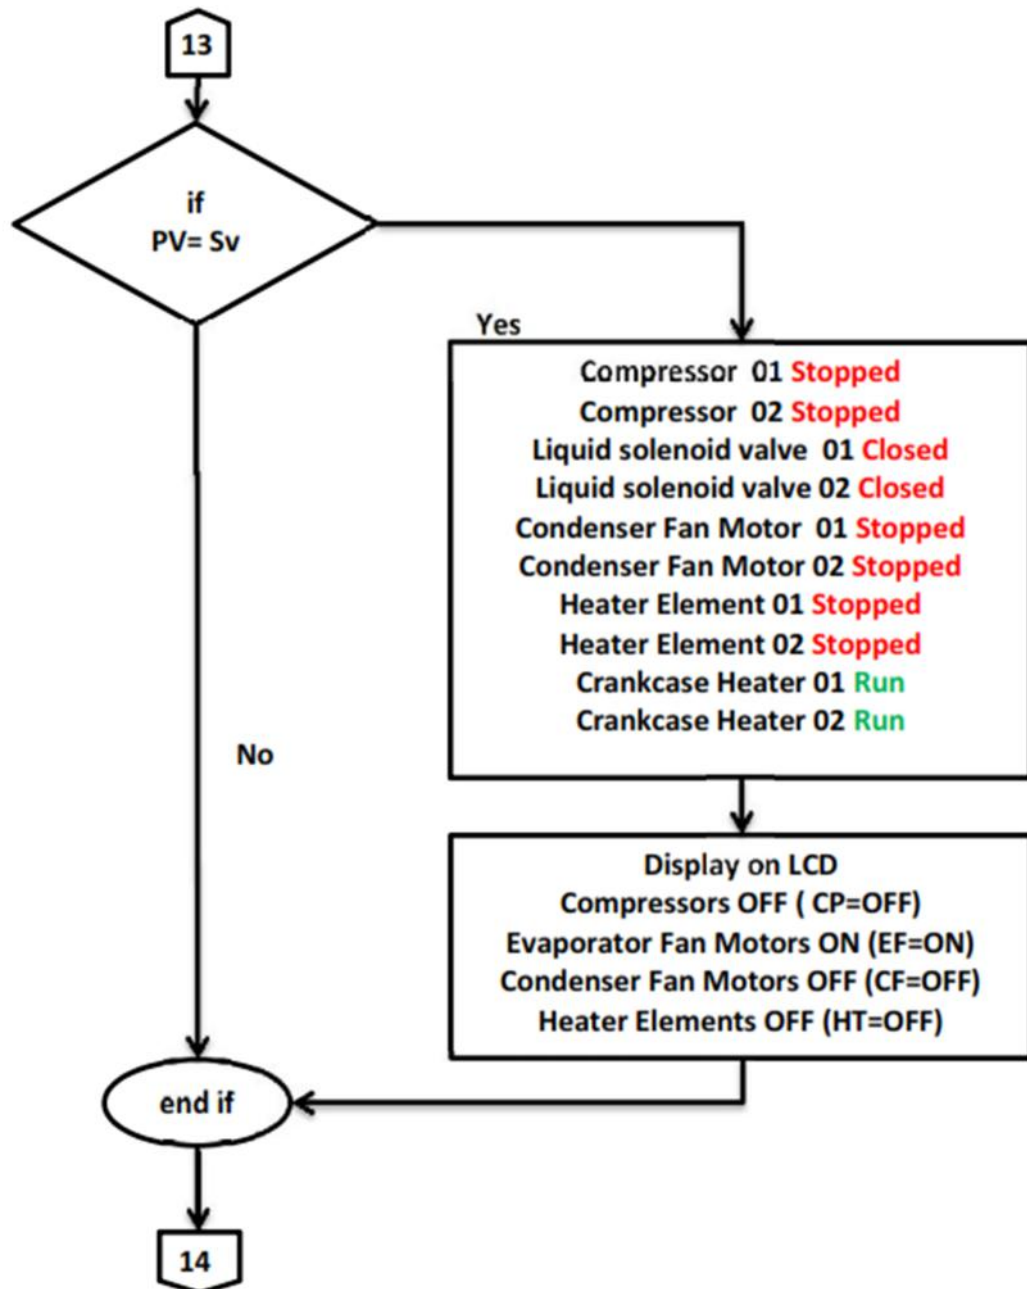 13
if
PV= Sv
Yes
Compressor 01 Stopped
Compressor 02 Stopped
Liquid solenoid valve 01 Closed
Liquid solenoid valve 02 Closed
Condenser Fan Motor 01 Stopped
Condenser Fan Motor 02 Stopped
Heater Element 01 Stopped
Heater Element 02 Stopped
Crankcase Heater 01 Run
Crankcase Heater 02 Run
No
Display on LCD
Compressors OFF ( CP=OFF)
Evaporator Fan Motors ON (EF=ON)
Condenser Fan Motors OFF (CF=OFF)
Heater Elements OFF (HT=OFF)
end if
14